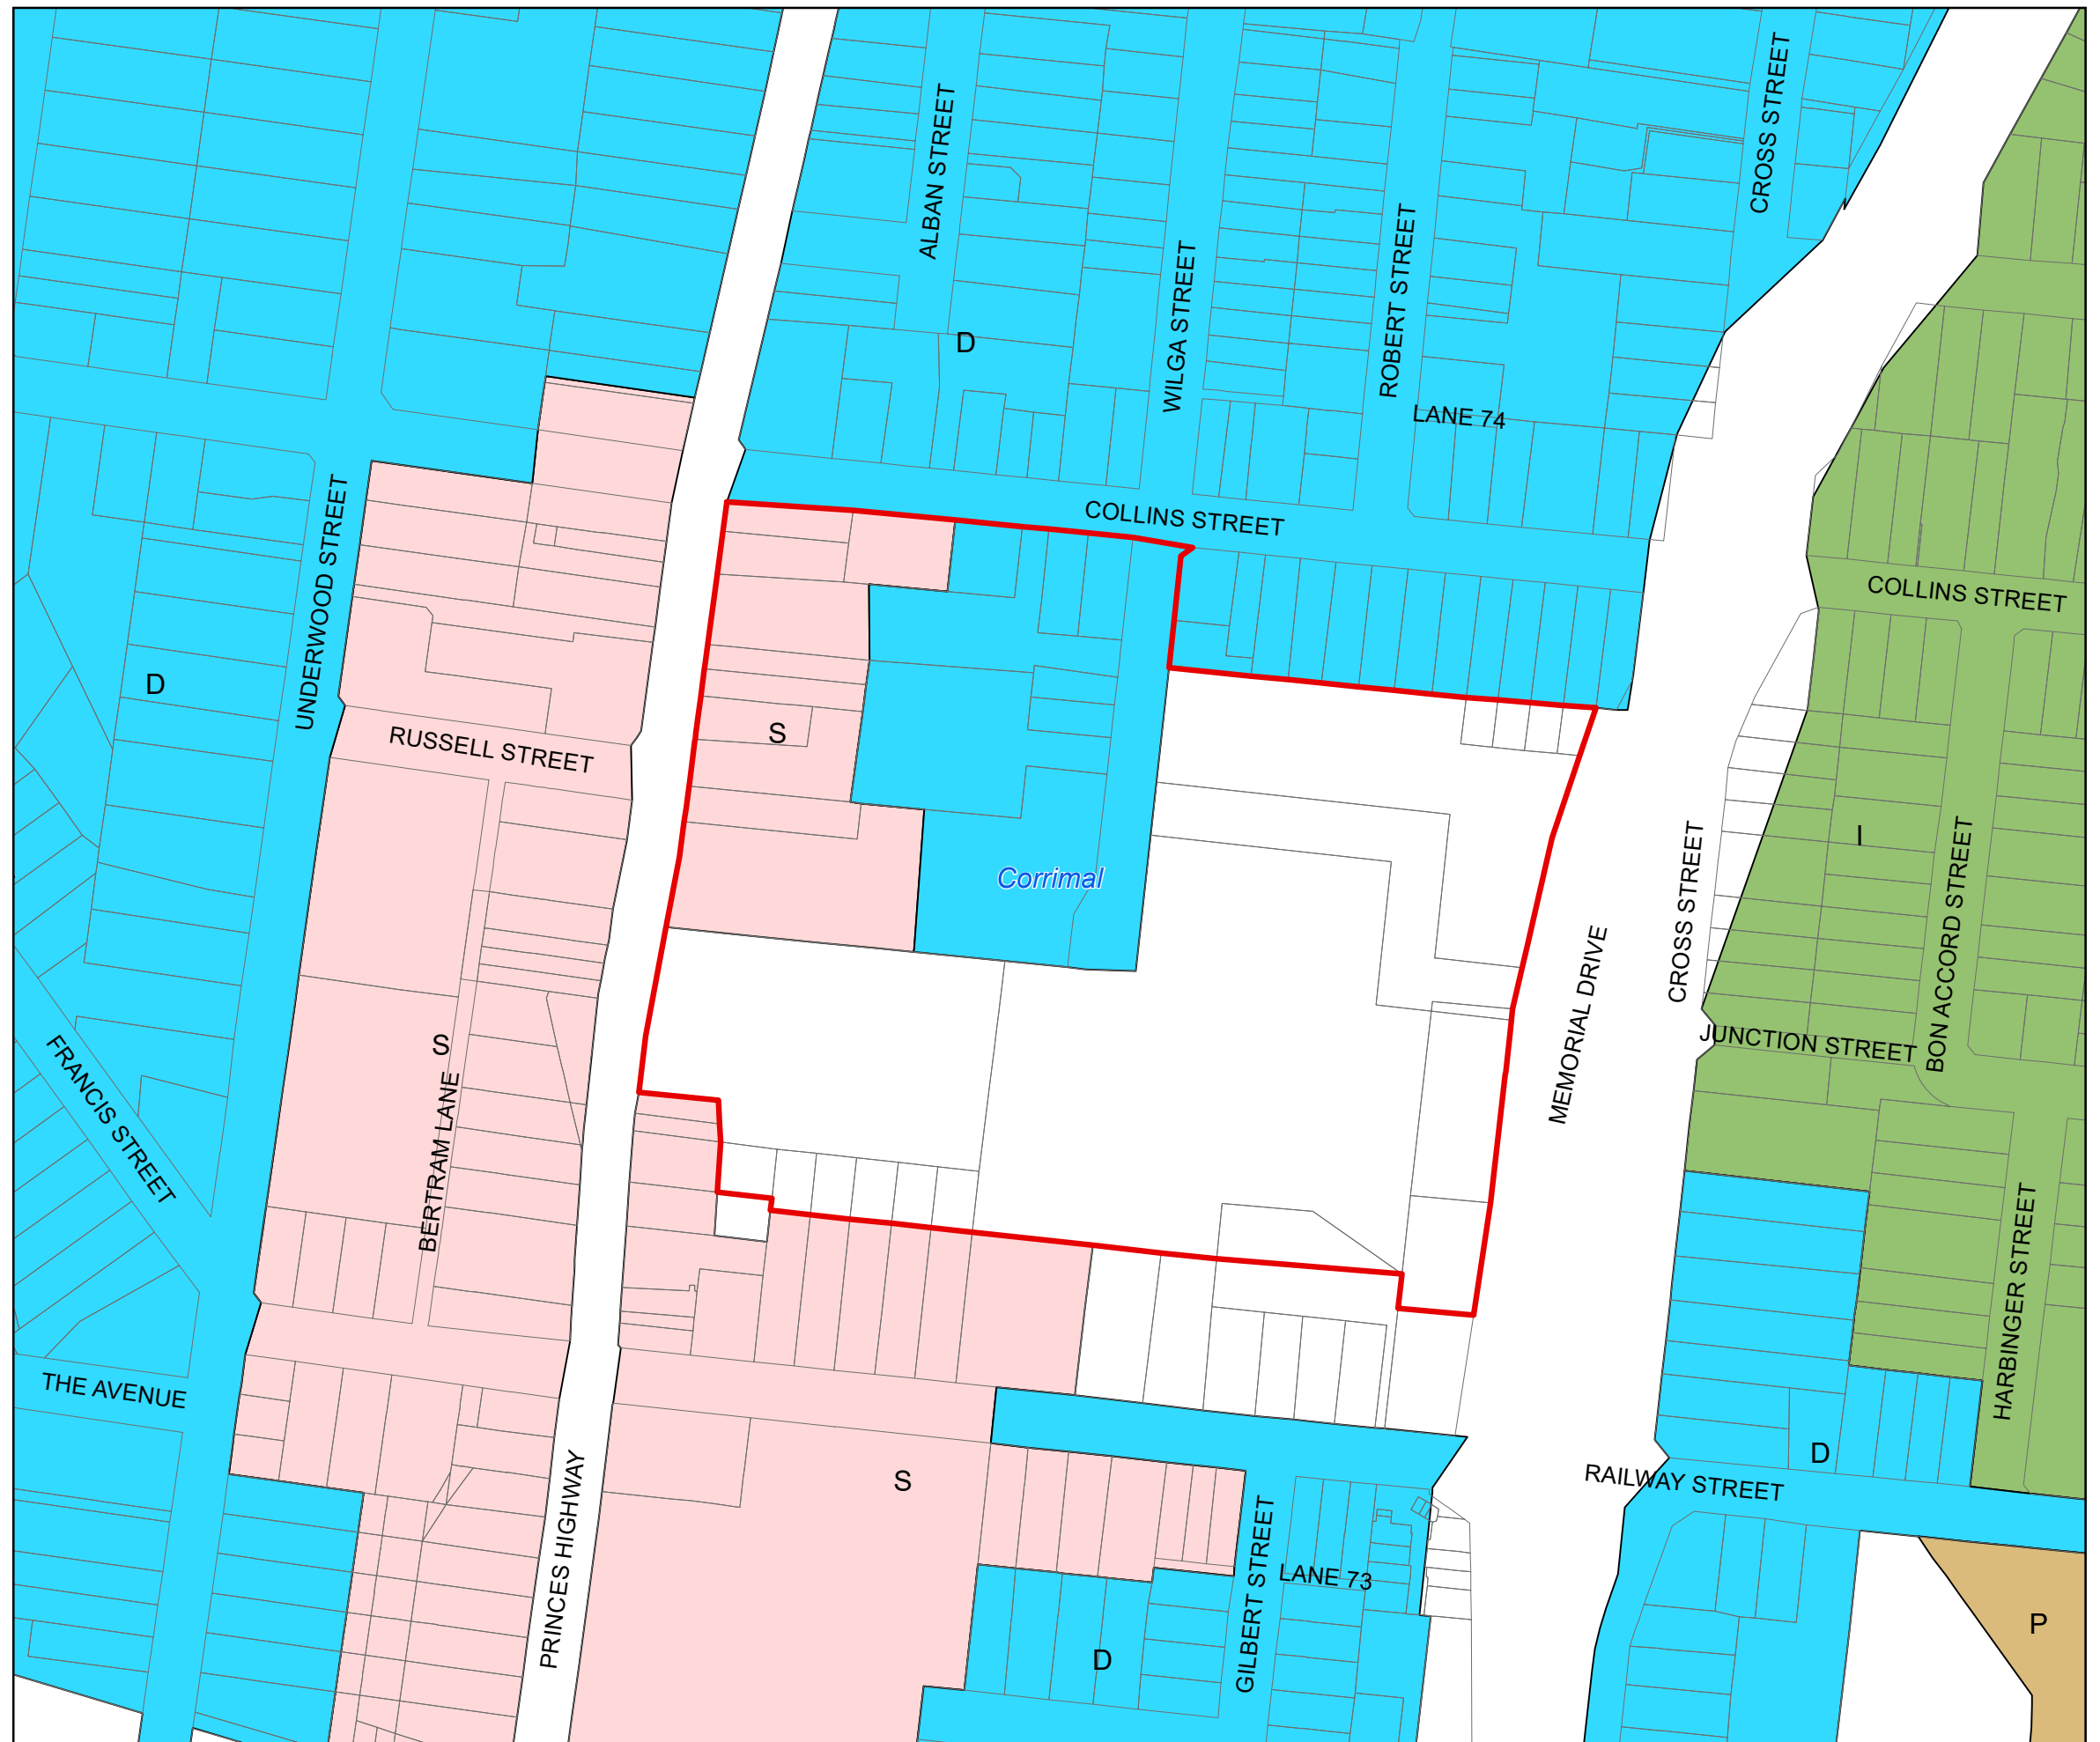 CROSS STREET
ALBAN STREET
WILGA STREET
ROBERT STREET
D
LANE 74
COLLINS STREET
UNDERWOOD STREET
COLLINS STREET
D
RUSSELL STREET
S
I
Corrimal
CROSS STREET
BON ACCORD STREET
MEMORIAL DRIVE
JUNCTION STREET
S
FRANCIS STREET
BERTRAM LANE
HARBINGER STREET
THE AVENUE
D
RAILWAY STREET
S
PRINCES HIGHWAY
GILBERT STREET
LANE 73
P
D